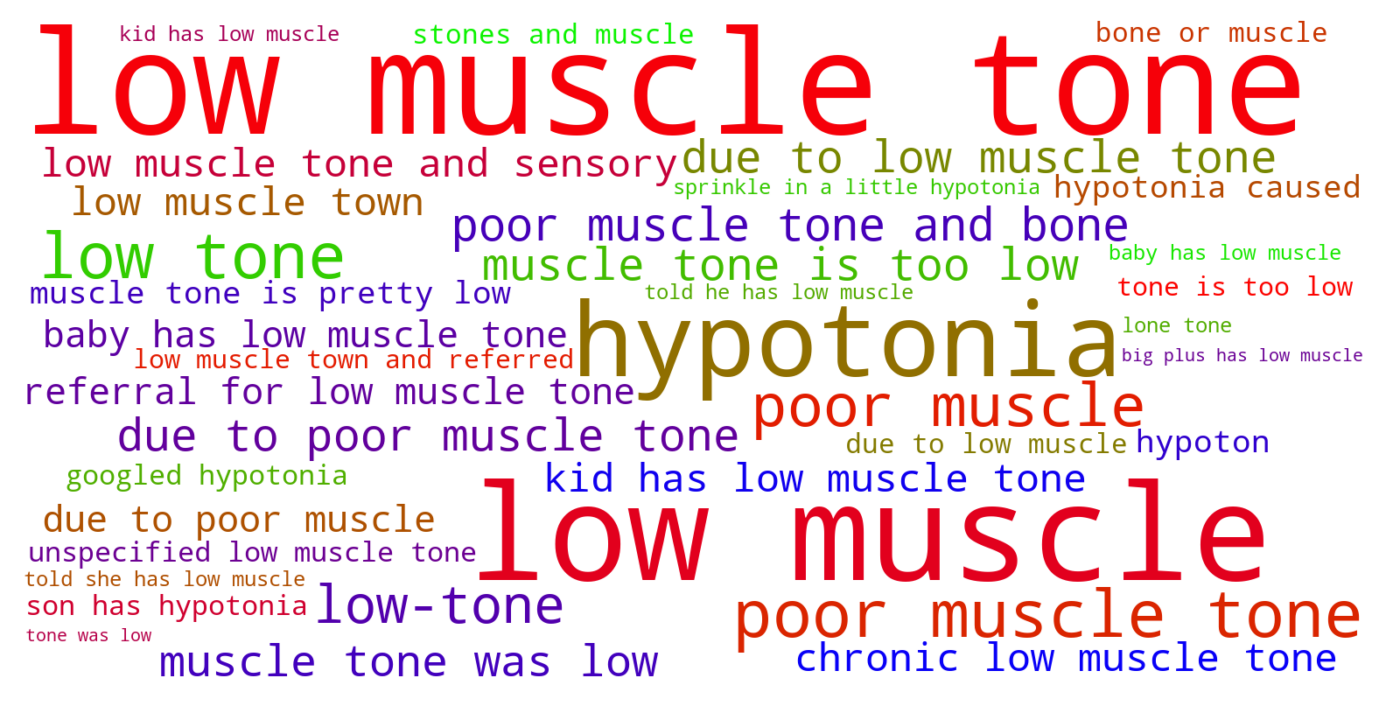 kid has low muscle
stones and muscle
bone or muscle
low muscle tone
low muscle tone and sensory
due to low muscle tone
sprinkle in a little hypotonia
hypotonia caused
low muscle town
poor muscle tone and bone
low tone
muscle tone is too low
baby has low muscle
muscle tone is pretty low
told he has low muscle
tone is too low
baby has low muscle tone
hypotonia
lone tone
low muscle town and referred
big plus has low muscle
referral for low muscle tone
poor muscle
due to poor muscle tone
due to low muscle
hypoton
googled hypotonia
kid has low muscle tone
due to poor muscle
low muscle
unspecified low muscle tone
told she has low muscle
son has hypotonia
low-tone
poor muscle tone
tone was low
muscle tone was low
chronic low muscle tone